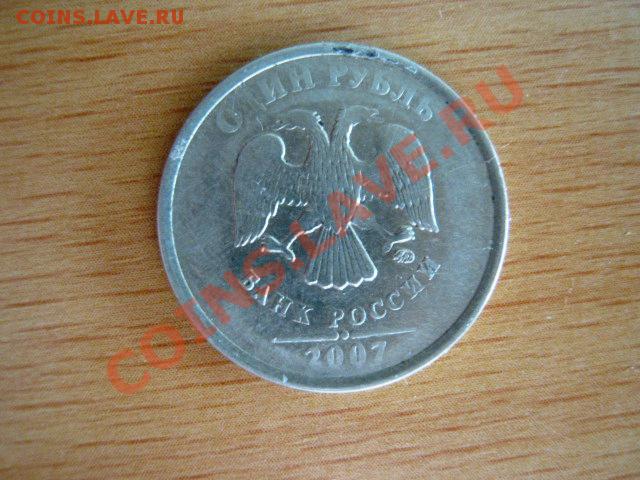 COINS.LAVE.RU
ОДИН РУБЛЬ
БАНК РОССИИ
2007
COINS.LAVE.RU